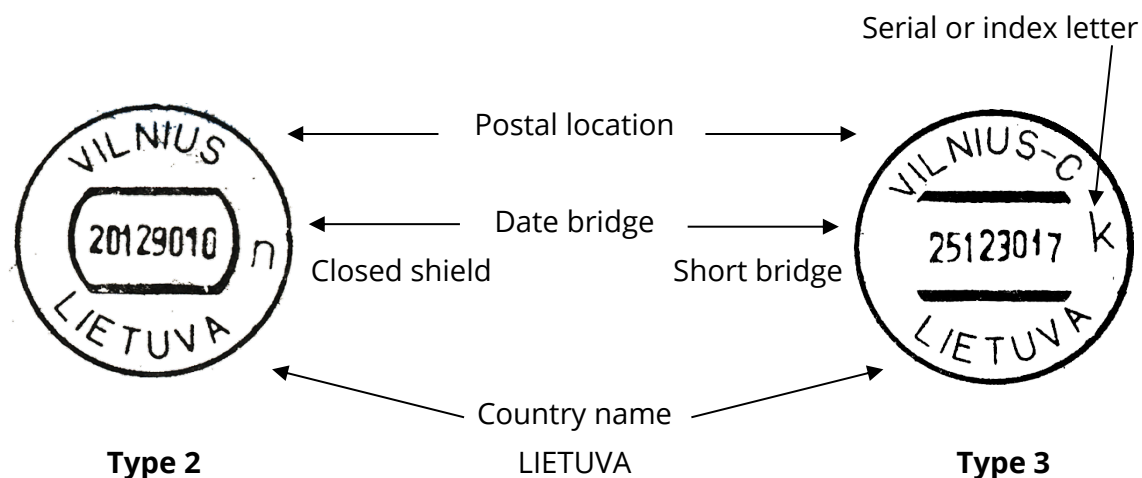 Serial or index letter
Postal location
VILNIUS
20129010
n
LIETUVA
VILNIUS-C
25123017
k
LIETUVA
Date bridge
Closed shield
Short bridge
Country name
LIETUVA
Type 2
Type 3